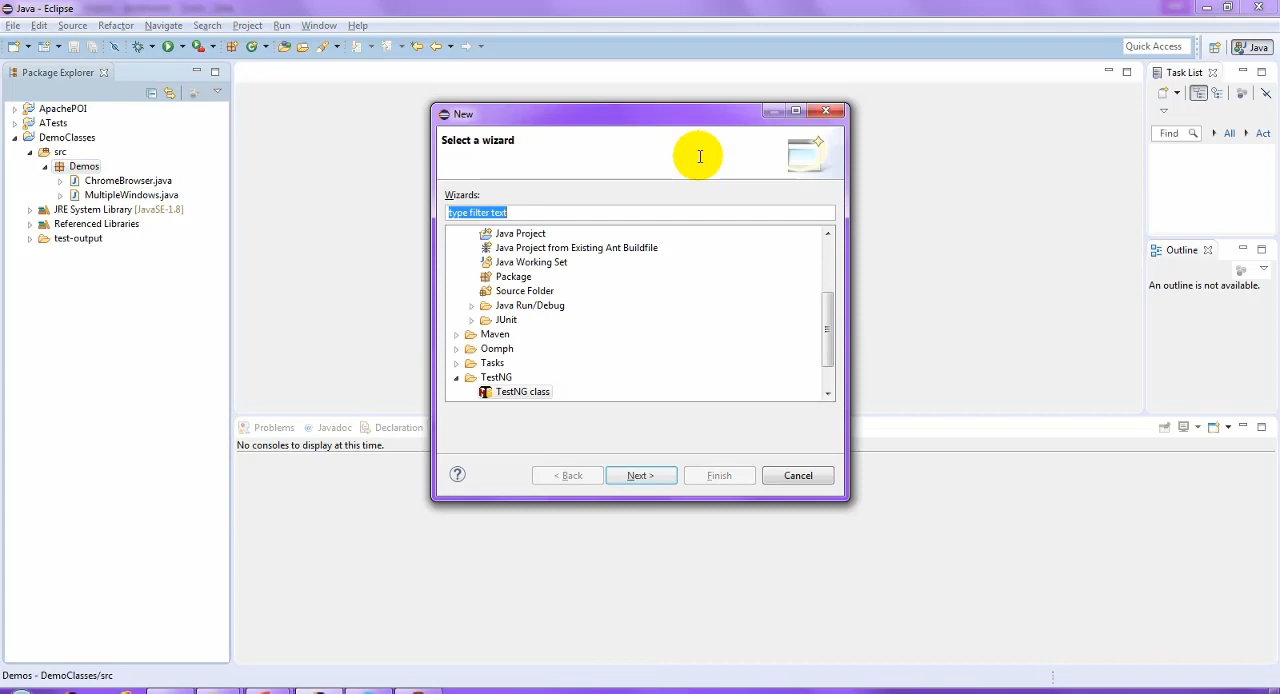 Java - Eclipse
File Edit Source Refactor Navigate Search Project Run Window Help
Quick Access
Java
Package Explorer
ApachePOI
ATests
DemoClasses
src
Demos
ChromeBrowser.java
MultipleWindows.java
JRE System Library [JavaSE-1.8]
Referenced Libraries
test-output
New
Select a wizard
Wizards:
type filter text
Java Project
Java Project from Existing Ant Buildfile
Java Working Set
Package
Source Folder
Java Run/Debug
JUnit
Maven
Oomph
Tasks
TestNG
TestNG class
?
< Back Next > Finish Cancel
Task List
Find All Act
Outline
An outline is not available.
Problems @ Javadoc Declaration
No consoles to display at this time.
Demos - DemoClasses/src